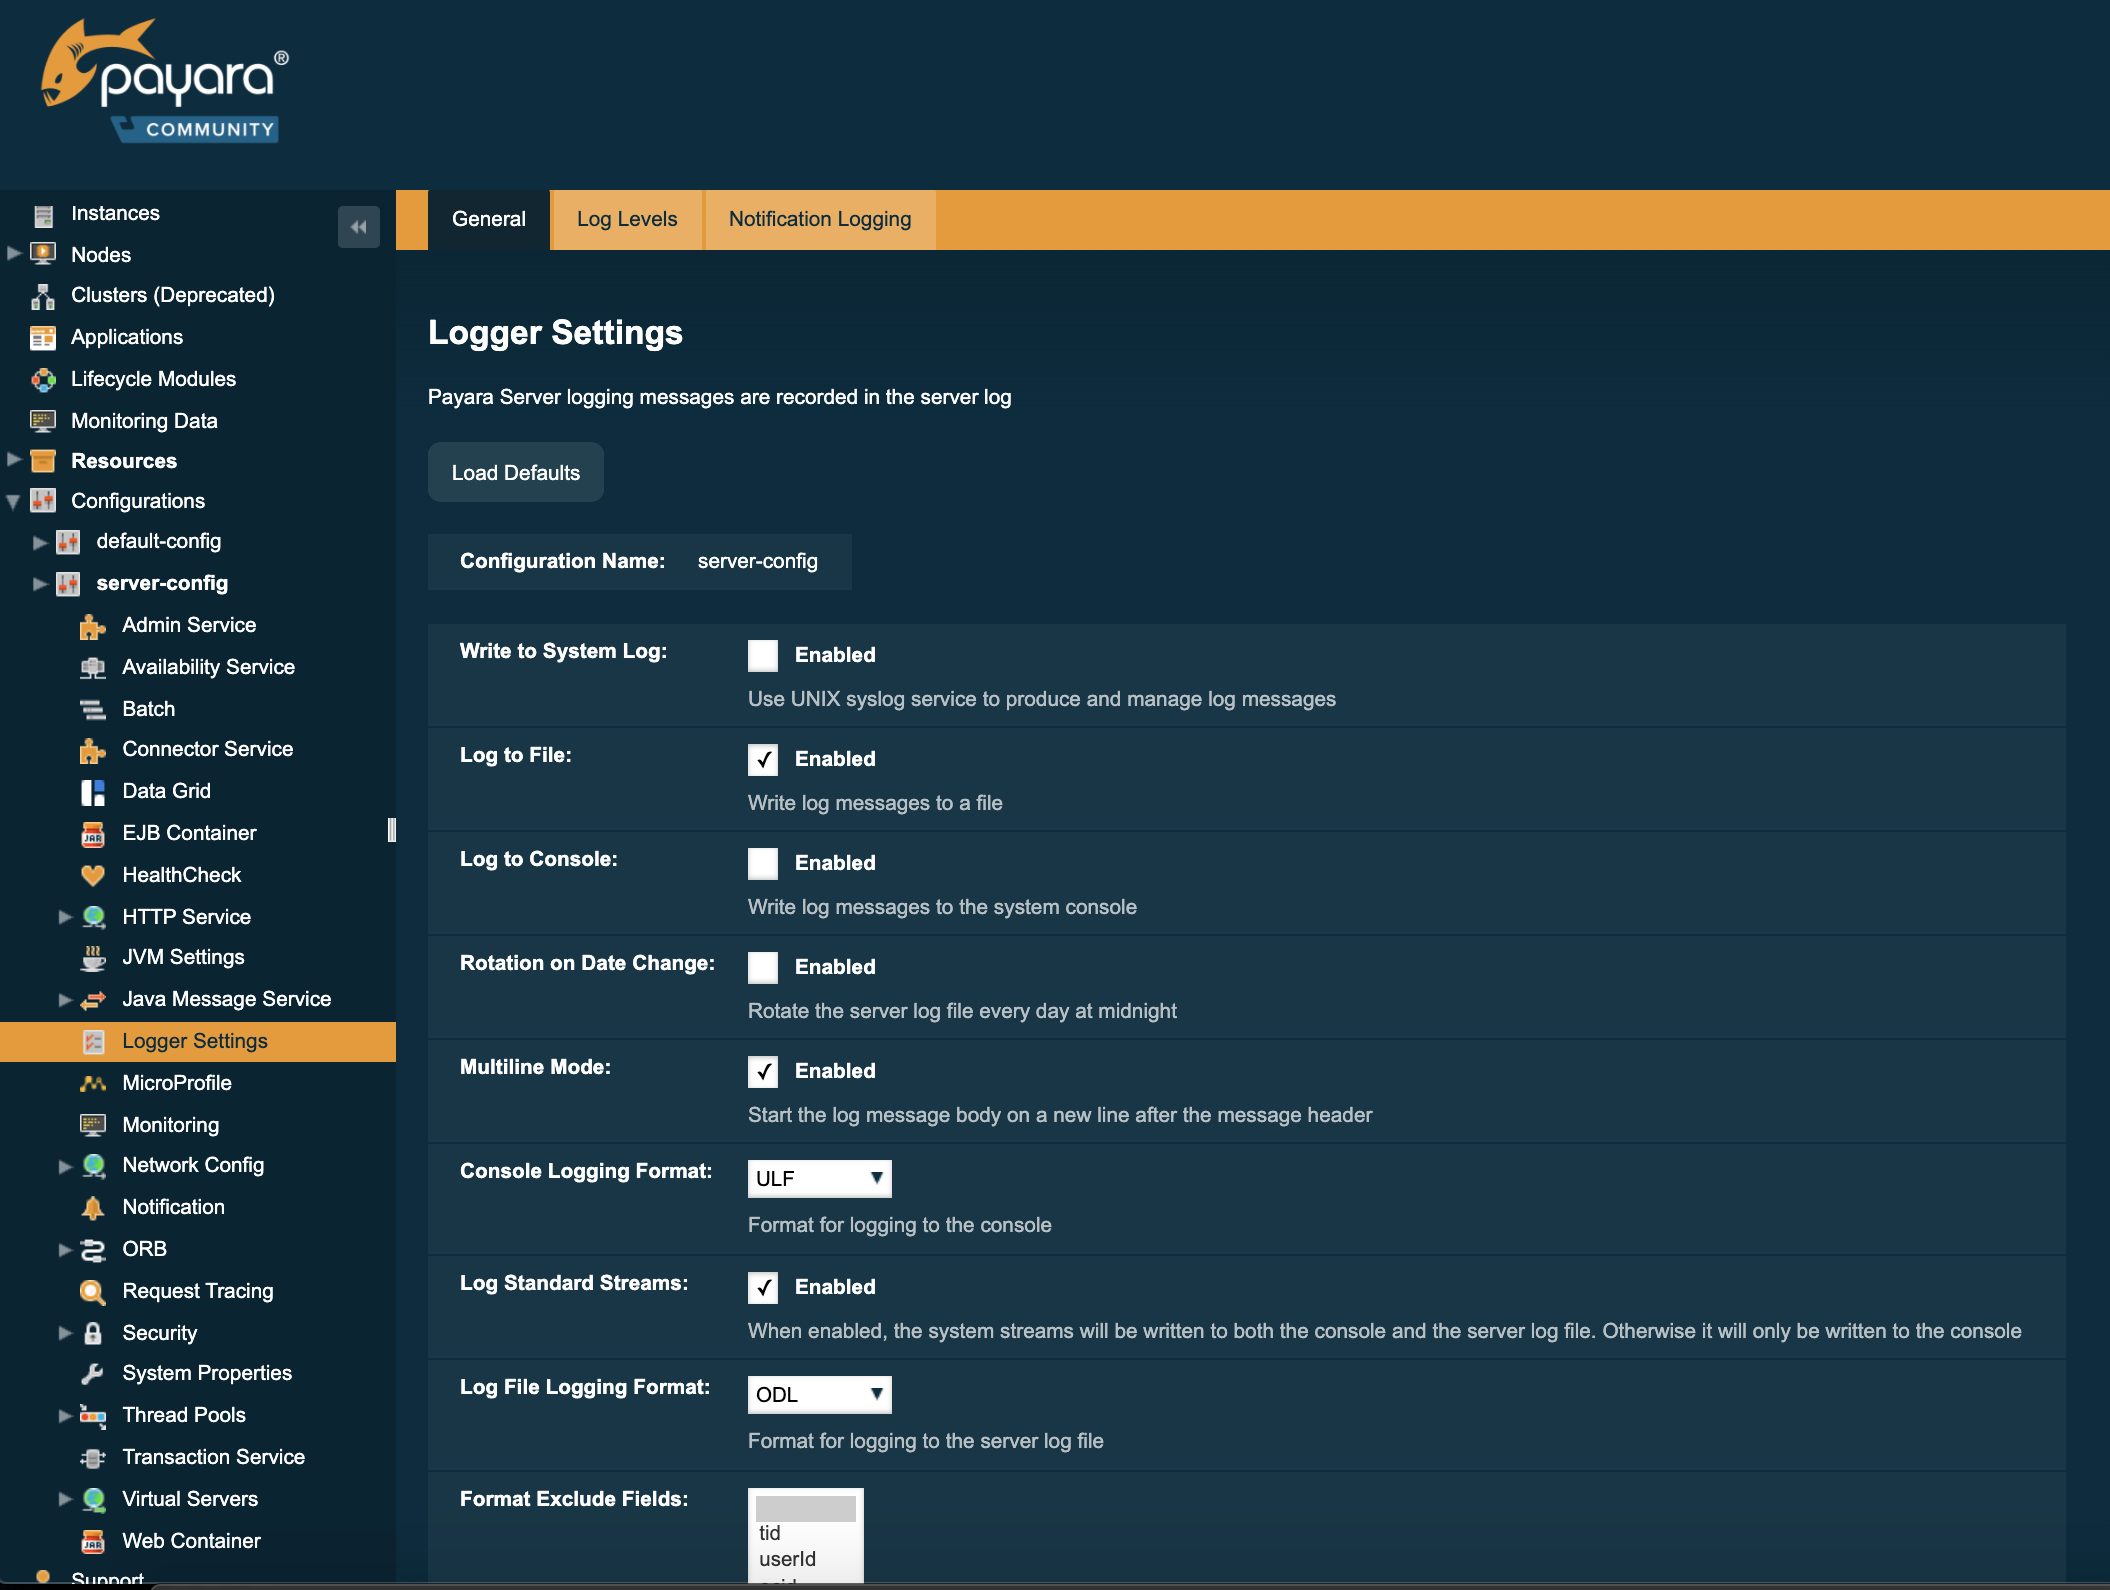 payara®
COMMUNITY
Instances
Nodes
Clusters (Deprecated)
Applications
Lifecycle Modules
Monitoring Data
Resources
Configurations
default-config
server-config
Admin Service
Availability Service
Batch
Connector Service
Data Grid
EJB Container
HealthCheck
HTTP Service
JVM Settings
Java Message Service
Logger Settings
MicroProfile
Monitoring
Network Config
Notification
ORB
Request Tracing
Security
System Properties
Thread Pools
Transaction Service
Virtual Servers
Web Container
Support
General Log Levels Notification Logging
Logger Settings
Payara Server logging messages are recorded in the server log
Load Defaults
Configuration Name: server-config
Write to System Log: Enabled
Use UNIX syslog service to produce and manage log messages
Log to File: Enabled
Write log messages to a file
Log to Console: Enabled
Write log messages to the system console
Rotation on Date Change: Enabled
Rotate the server log file every day at midnight
Multiline Mode: Enabled
Start the log message body on a new line after the message header
Console Logging Format: ULF
Format for logging to the console
Log Standard Streams: Enabled
When enabled, the system streams will be written to both the console and the server log file. Otherwise it will only be written to the console
Log File Logging Format: ODL
Format for logging to the server log file
Format Exclude Fields:
tid
userId